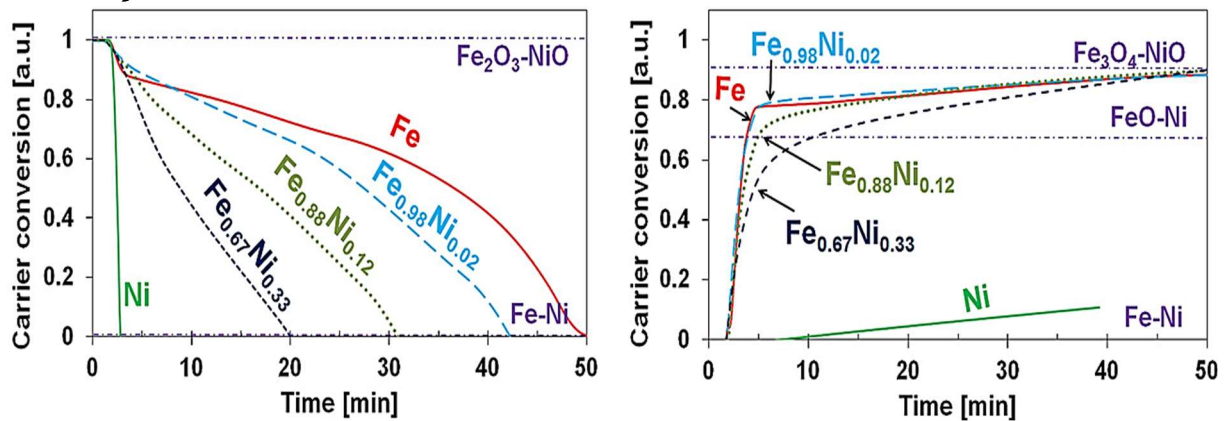 Carrier conversion [a.u.]
1
0.8
0.6
0.4
0.2
0
Fe₂O₃-NiO
Fe
Fe₀.₉₈Ni₀.₀₂
Fe₀.₈₈Ni₀.₁₂
Fe₀.₆₇Ni₀.₃₃
Ni
Fe-Ni
0 10 20 30 40 50
Time [min]
Carrier conversion [a.u.]
1
0.8
0.6
0.4
0.2
0
Fe₀.₉₈Ni₀.₀₂
Fe₃O₄-NiO
Fe
FeO-Ni
Fe₀.₈₈Ni₀.₁₂
Fe₀.₆₇Ni₀.₃₃
Ni
Fe-Ni
0 10 20 30 40 50
Time [min]